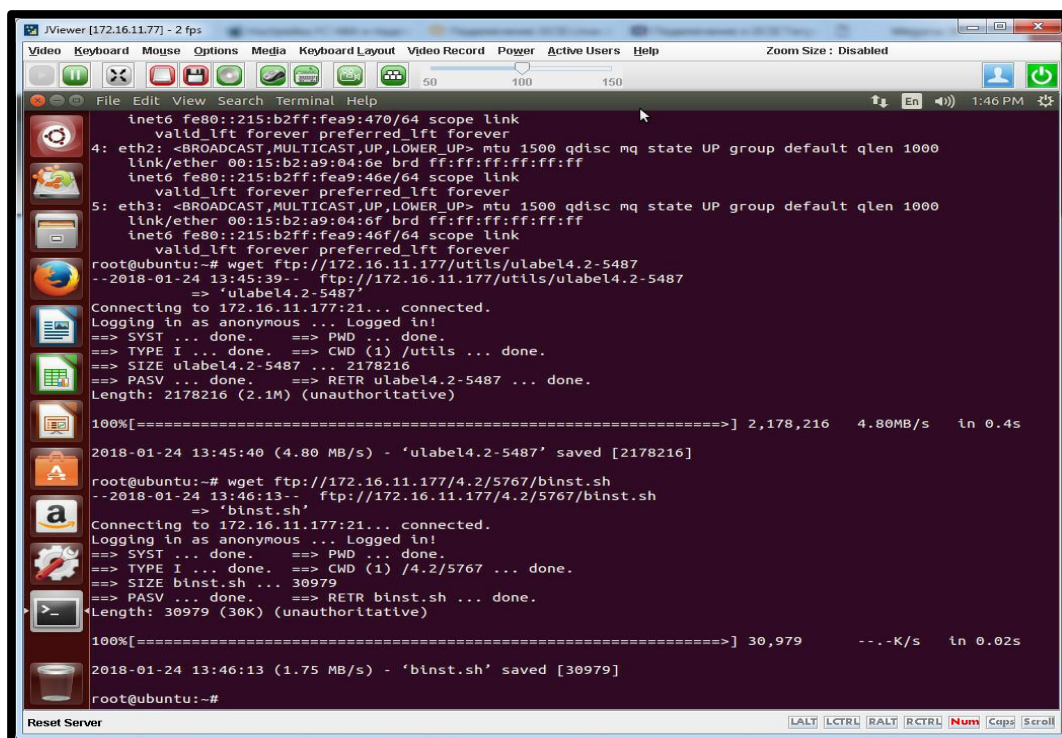 JViewer [172.16.11.77] - 2 fps
Video Keyboard Mouse Options Media Keyboard Layout Video Record Power Active Users Help Zoom Size : Disabled
50 100 150
File Edit View Search Terminal Help En 1:46 PM
inet6 fe80::215:b2ff:fea9:470/64 scope link
valid_lft forever preferred_lft forever
4: eth2: <BROADCAST,MULTICAST,UP,LOWER_UP> mtu 1500 qdisc mq state UP group default qlen 1000
link/ether 00:15:b2:a9:04:6e brd ff:ff:ff:ff:ff:ff
inet6 fe80::215:b2ff:fea9:46e/64 scope link
valid_lft forever preferred_lft forever
5: eth3: <BROADCAST,MULTICAST,UP,LOWER_UP> mtu 1500 qdisc mq state UP group default qlen 1000
link/ether 00:15:b2:a9:04:6f brd ff:ff:ff:ff:ff:ff
inet6 fe80::215:b2ff:fea9:46f/64 scope link
valid_lft forever preferred_lft forever
root@ubuntu:~# wget ftp://172.16.11.177/utils/ulabel4.2-5487
--2018-01-24 13:45:39-- ftp://172.16.11.177/utils/ulabel4.2-5487
=> ‘ulabel4.2-5487’
Connecting to 172.16.11.177:21... connected.
Logging in as anonymous ... Logged in!
==> SYST ... done. ==> PWD ... done.
==> TYPE I ... done. ==> CWD (1) /utils ... done.
==> SIZE ulabel4.2-5487 ... 2178216
==> PASV ... done. ==> RETR ulabel4.2-5487 ... done.
Length: 2178216 (2.1M) (unauthoritative)
100%[======================================================================>] 2,178,216 4.80MB/s in 0.4s
2018-01-24 13:45:40 (4.80 MB/s) - ‘ulabel4.2-5487’ saved [2178216]
root@ubuntu:~# wget ftp://172.16.11.177/4.2/5767/binst.sh
--2018-01-24 13:46:13-- ftp://172.16.11.177/4.2/5767/binst.sh
=> ‘binst.sh’
Connecting to 172.16.11.177:21... connected.
Logging in as anonymous ... Logged in!
==> SYST ... done. ==> PWD ... done.
==> TYPE I ... done. ==> CWD (1) /4.2/5767 ... done.
==> SIZE binst.sh ... 30979
==> PASV ... done. ==> RETR binst.sh ... done.
Length: 30979 (30K) (unauthoritative)
100%[======================================================================>] 30,979 --.-K/s in 0.02s
2018-01-24 13:46:13 (1.75 MB/s) - ‘binst.sh’ saved [30979]
root@ubuntu:~#
Reset Server LALT LCTRL RALT RCTRL Num Caps Scroll